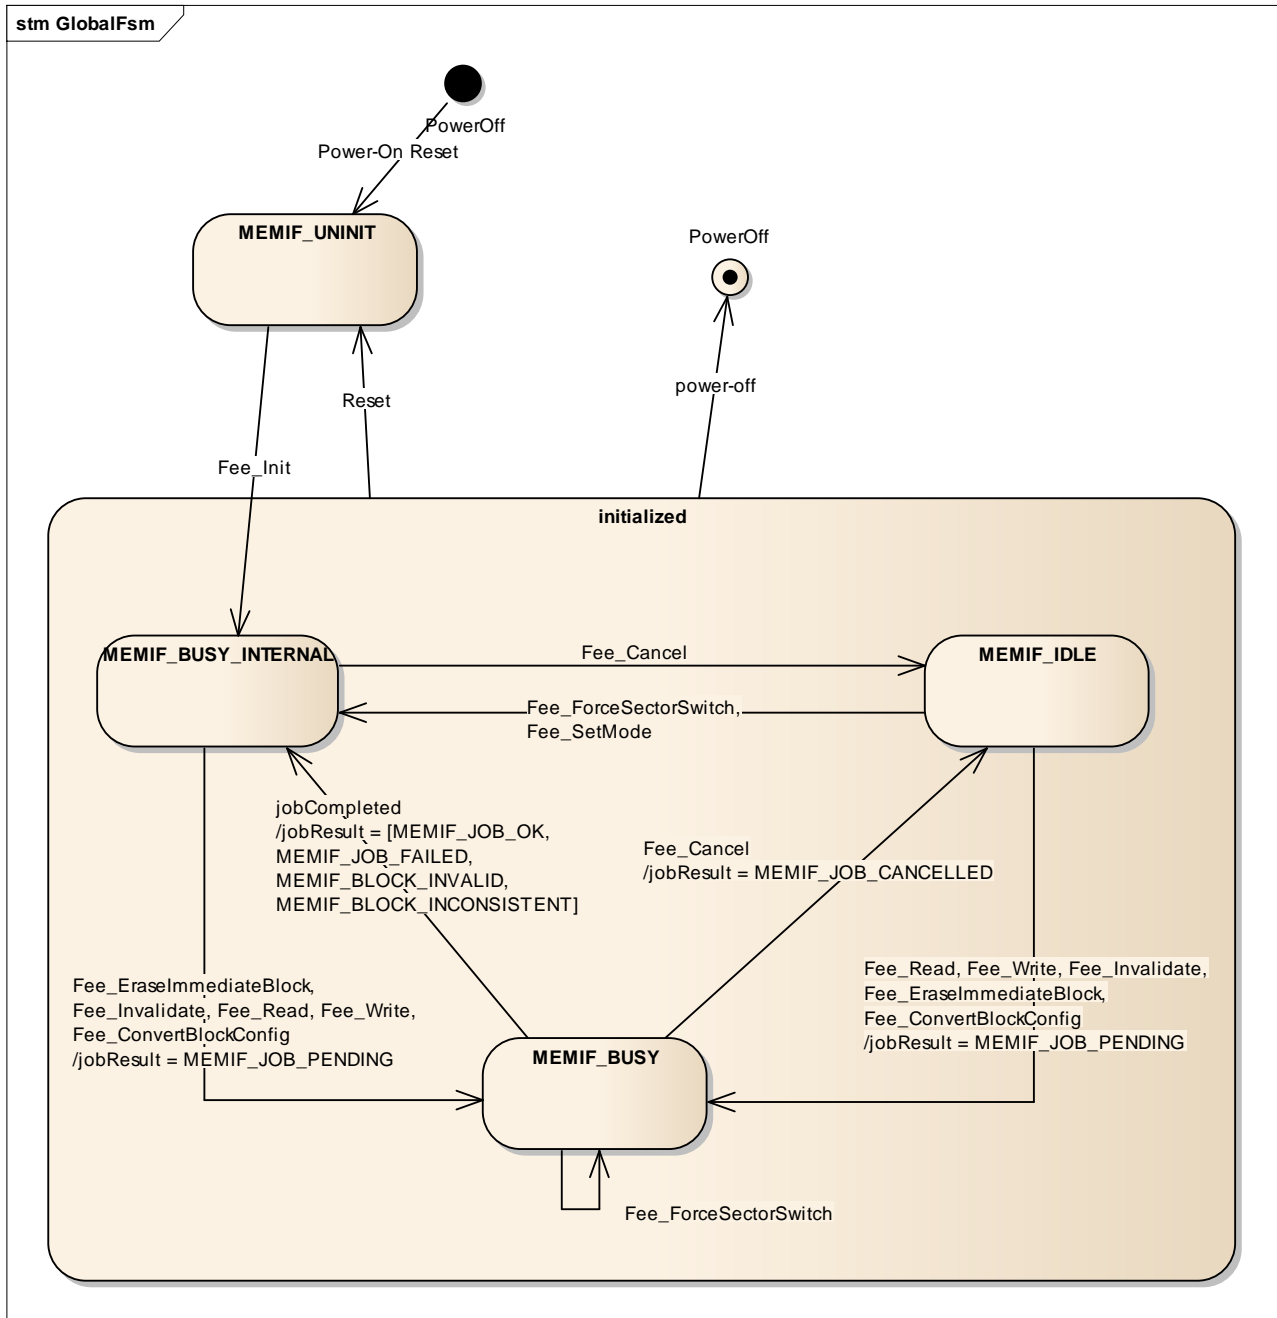 stm GlobalFsm
PowerOff
Power-On Reset
MEMIF_UNINIT
PowerOff
power-off
Reset
Fee_Init
initialized
MEMIF_BUSY_INTERNAL
Fee_Cancel
MEMIF_IDLE
Fee_ForceSectorSwitch,
Fee_SetMode
jobCompleted
/jobResult = [MEMIF_JOB_OK,
MEMIF_JOB_FAILED,
MEMIF_BLOCK_INVALID,
MEMIF_BLOCK_INCONSISTENT]
Fee_Cancel
/jobResult = MEMIF_JOB_CANCELLED
Fee_EraseImmediateBlock,
Fee_Invalidate, Fee_Read, Fee_Write,
Fee_ConvertBlockConfig
/jobResult = MEMIF_JOB_PENDING
Fee_Read, Fee_Write, Fee_Invalidate,
Fee_EraseImmediateBlock,
Fee_ConvertBlockConfig
/jobResult = MEMIF_JOB_PENDING
MEMIF_BUSY
Fee_ForceSectorSwitch